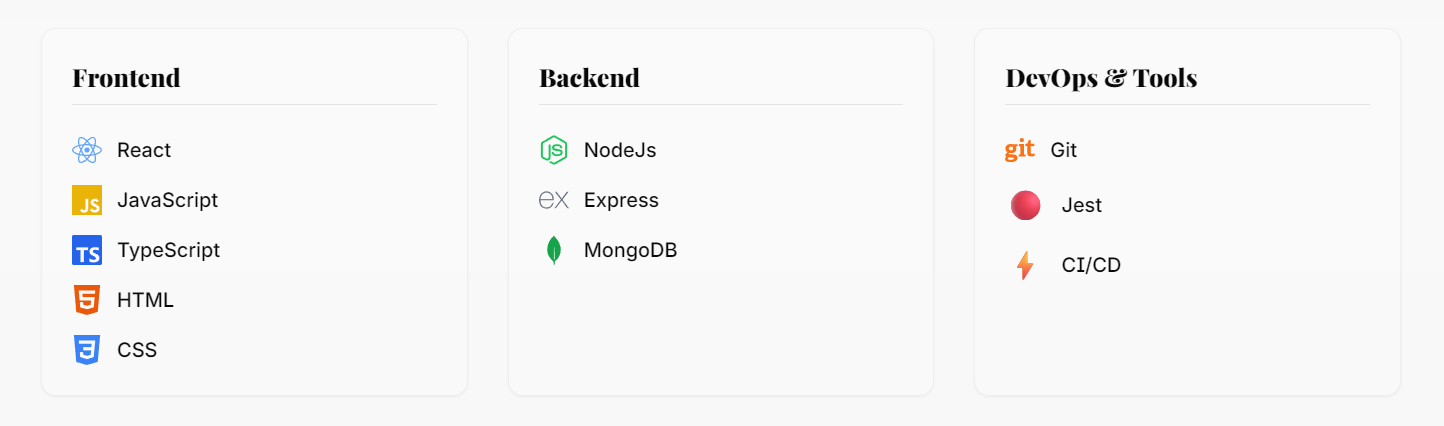 Frontend
React
JS JavaScript
TS TypeScript
5 HTML
3 CSS
Backend
JS NodeJs
ex Express
MongoDB
DevOps & Tools
git Git
Jest
CI/CD